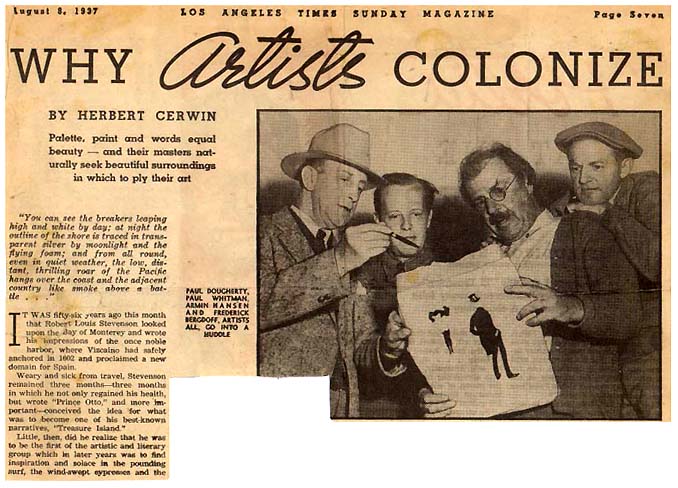 August 8, 1937
LOS ANGELES TIMES SUNDAY MAGAZINE
Page Seven
WHY Artists COLONIZE
BY HERBERT CERWIN
Palette, paint and words equal
beauty — and their masters nat-
urally seek beautiful surroundings
in which to ply their art
"You can see the breakers leaping
high and white by day; at night the
outline of the shore is traced in trans-
parent silver by moonlight and the
flying foam; and from all round,
even in quiet weather, the low, dis-
tant, thrilling roar of the Pacific
hangs over the coast and the adjacent
country like smoke above a bat-
tle . . ."
IT WAS fifty-six years ago this month
that Robert Louis Stevenson looked
upon the Bay of Monterey and wrote
his impressions of the once noble
harbor, where Vizcaino had safely
anchored in 1602 and proclaimed a new
domain for Spain.
Weary and sick from travel, Stevenson
remained three months—three months
in which he not only regained his health,
but wrote "Prince Otto," and more im-
portant—conceived the idea for what
was to become one of his best-known
narratives, "Treasure Island."
Little, then, did he realize that he was
to be the first of the artistic and literary
group which in later years was to find
inspiration and solace in the pounding
surf, the wind-swept cypresses and the
PAUL DOUGHERTY,
PAUL WHITMAN,
ARMIN HANSEN
AND FREDERICK
BERGDOFF, ARTISTS
ALL, GO INTO A
HUDDLE